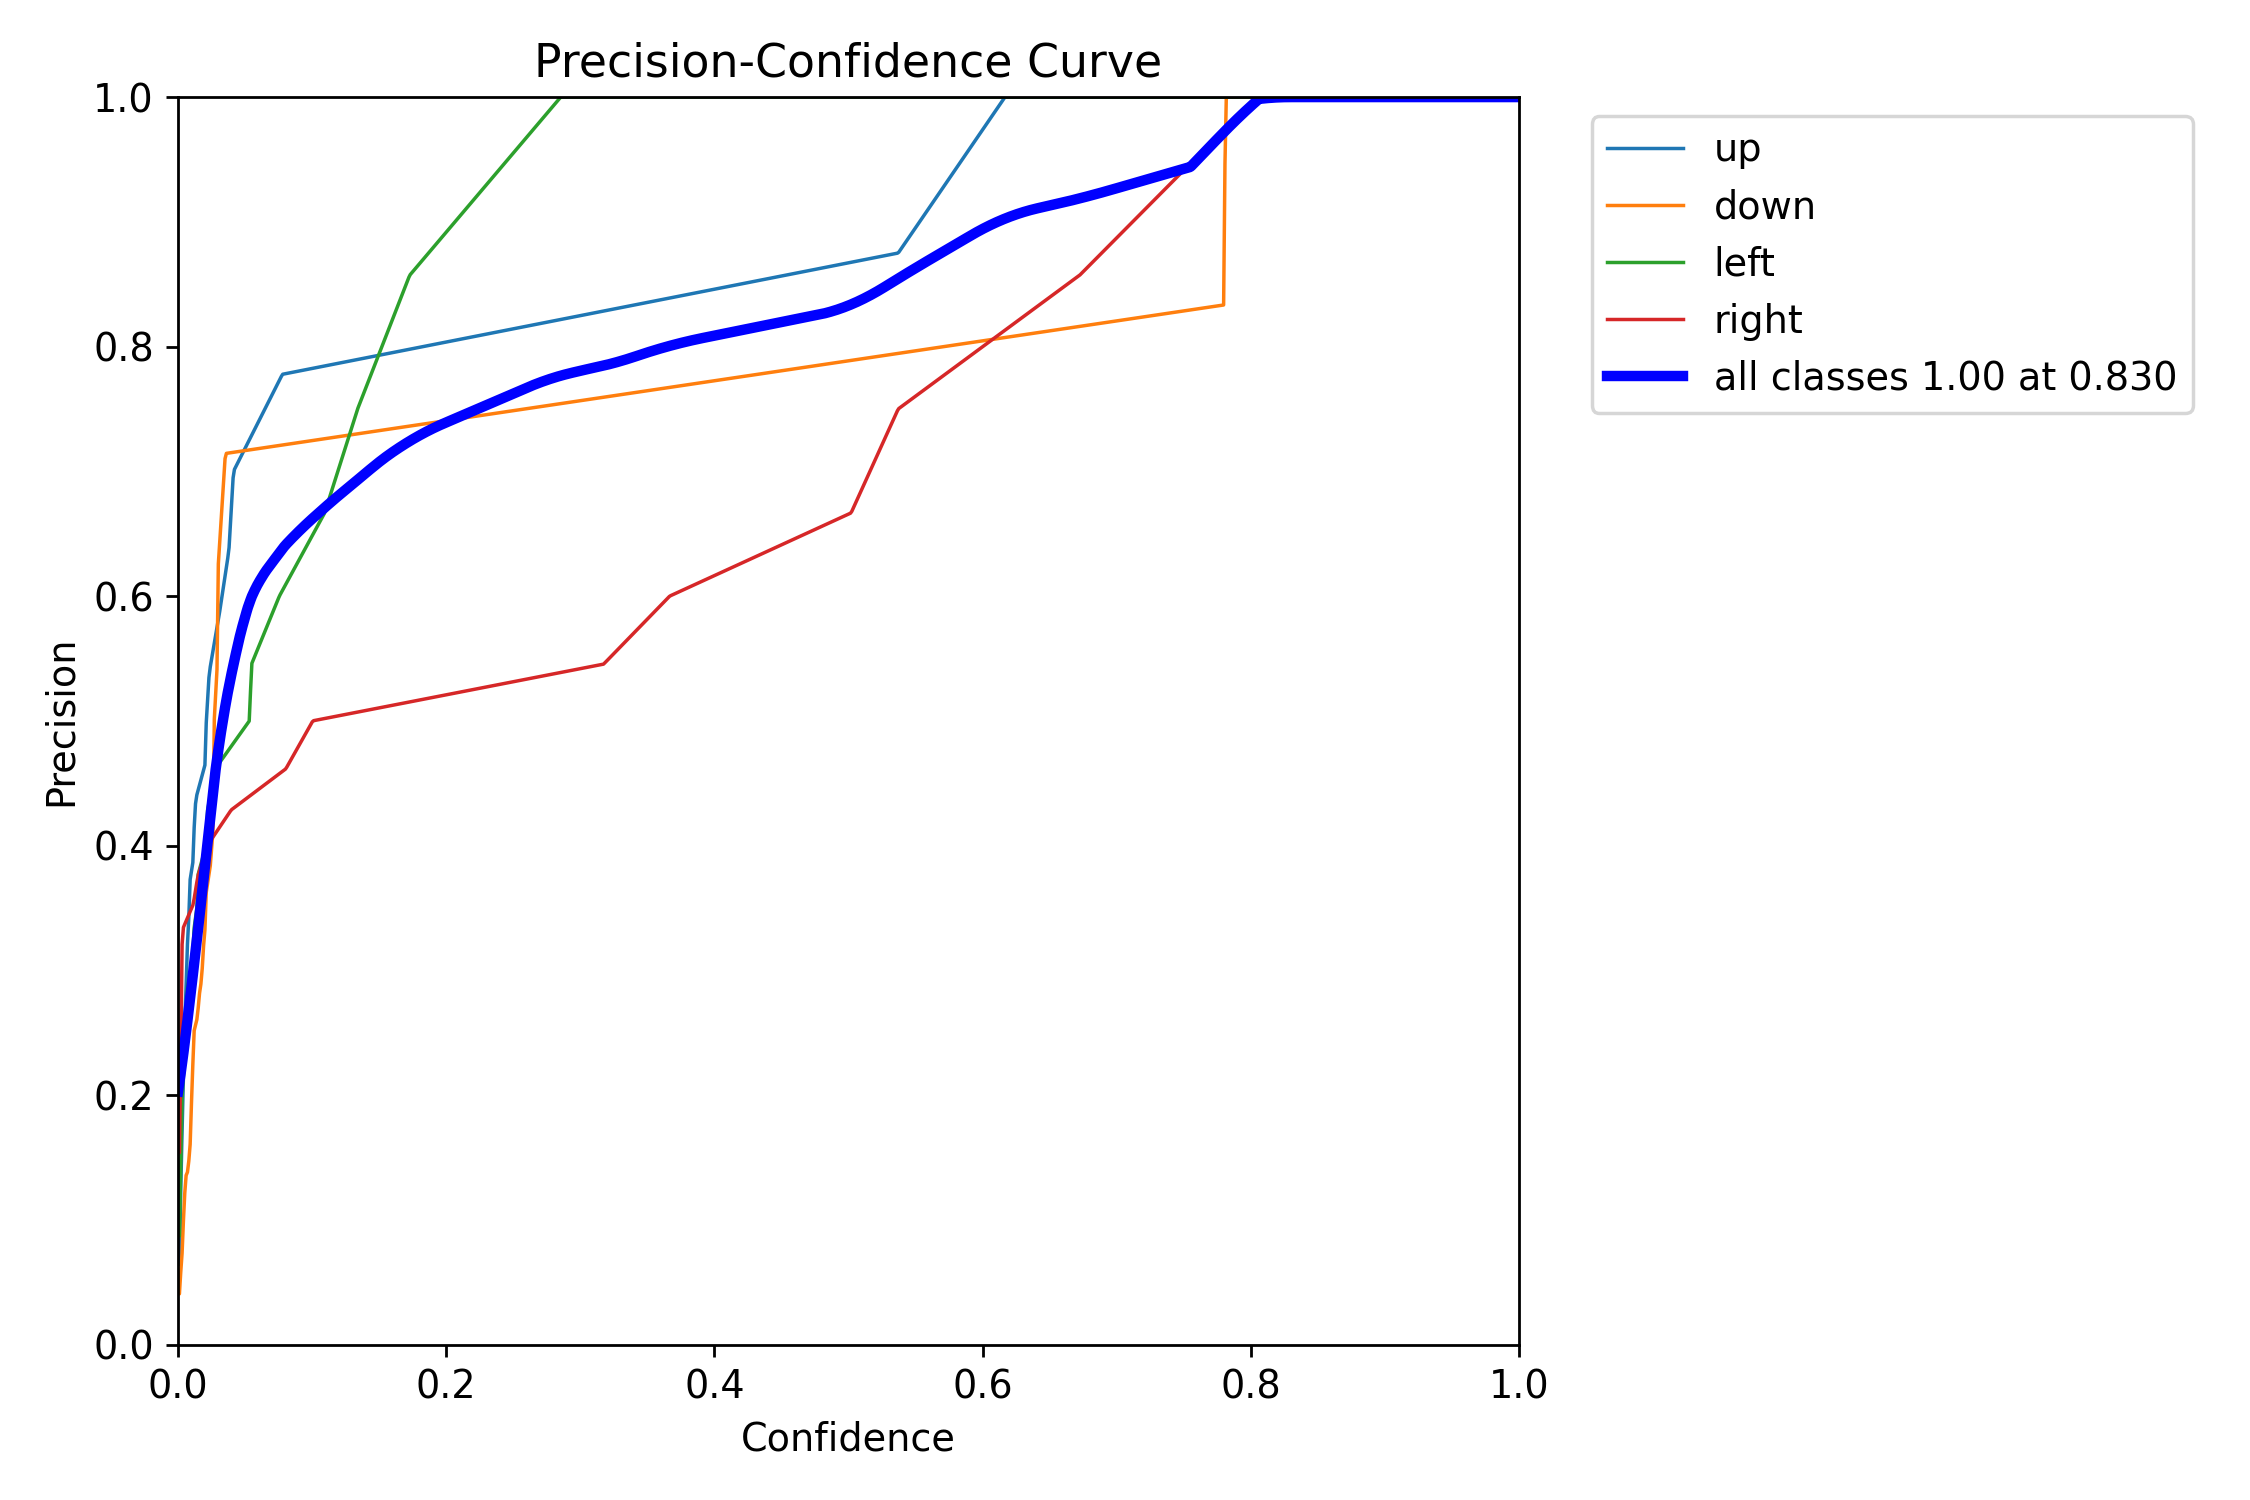 Precision-Confidence Curve
1.0
0.8
0.6
0.4
0.2
0.0
Precision
0.0 0.2 0.4 0.6 0.8 1.0
Confidence
up
down
left
right
all classes 1.00 at 0.830